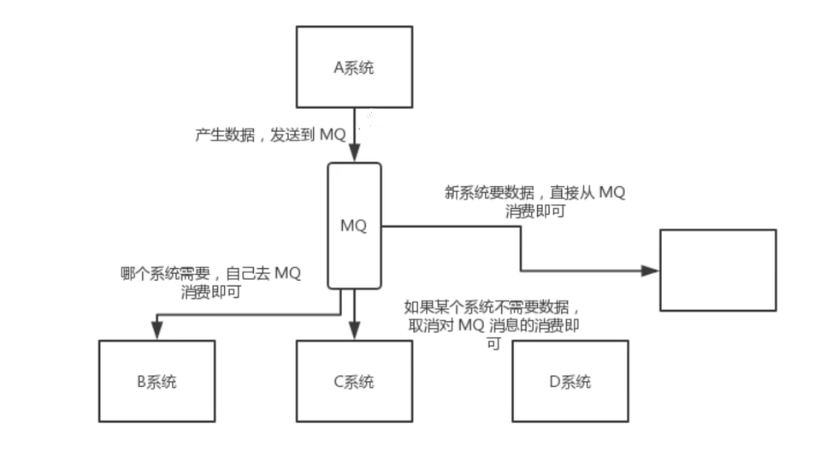 A系统
产生数据，发送到 MQ
MQ
新系统要数据，直接从 MQ
消费即可
哪个系统需要，自己去 MQ
消费即可
如果某个系统不需要数据，
取消对 MQ 消息的消费即
可
B系统
C系统
D系统